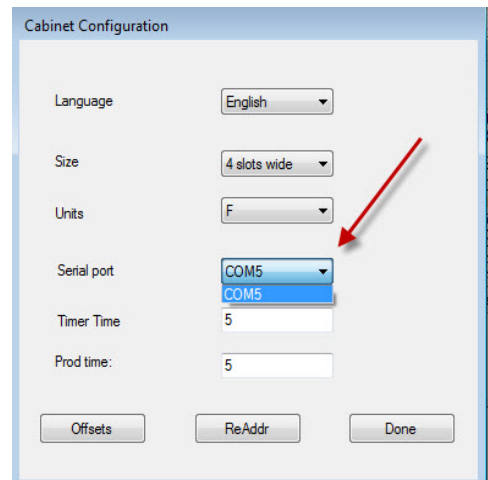 Cabinet Configuration
Language English
Size 4 slots wide
Units F
Serial port COM5
COM5
Timer Time 5
Prod time: 5
Offsets ReAddr Done